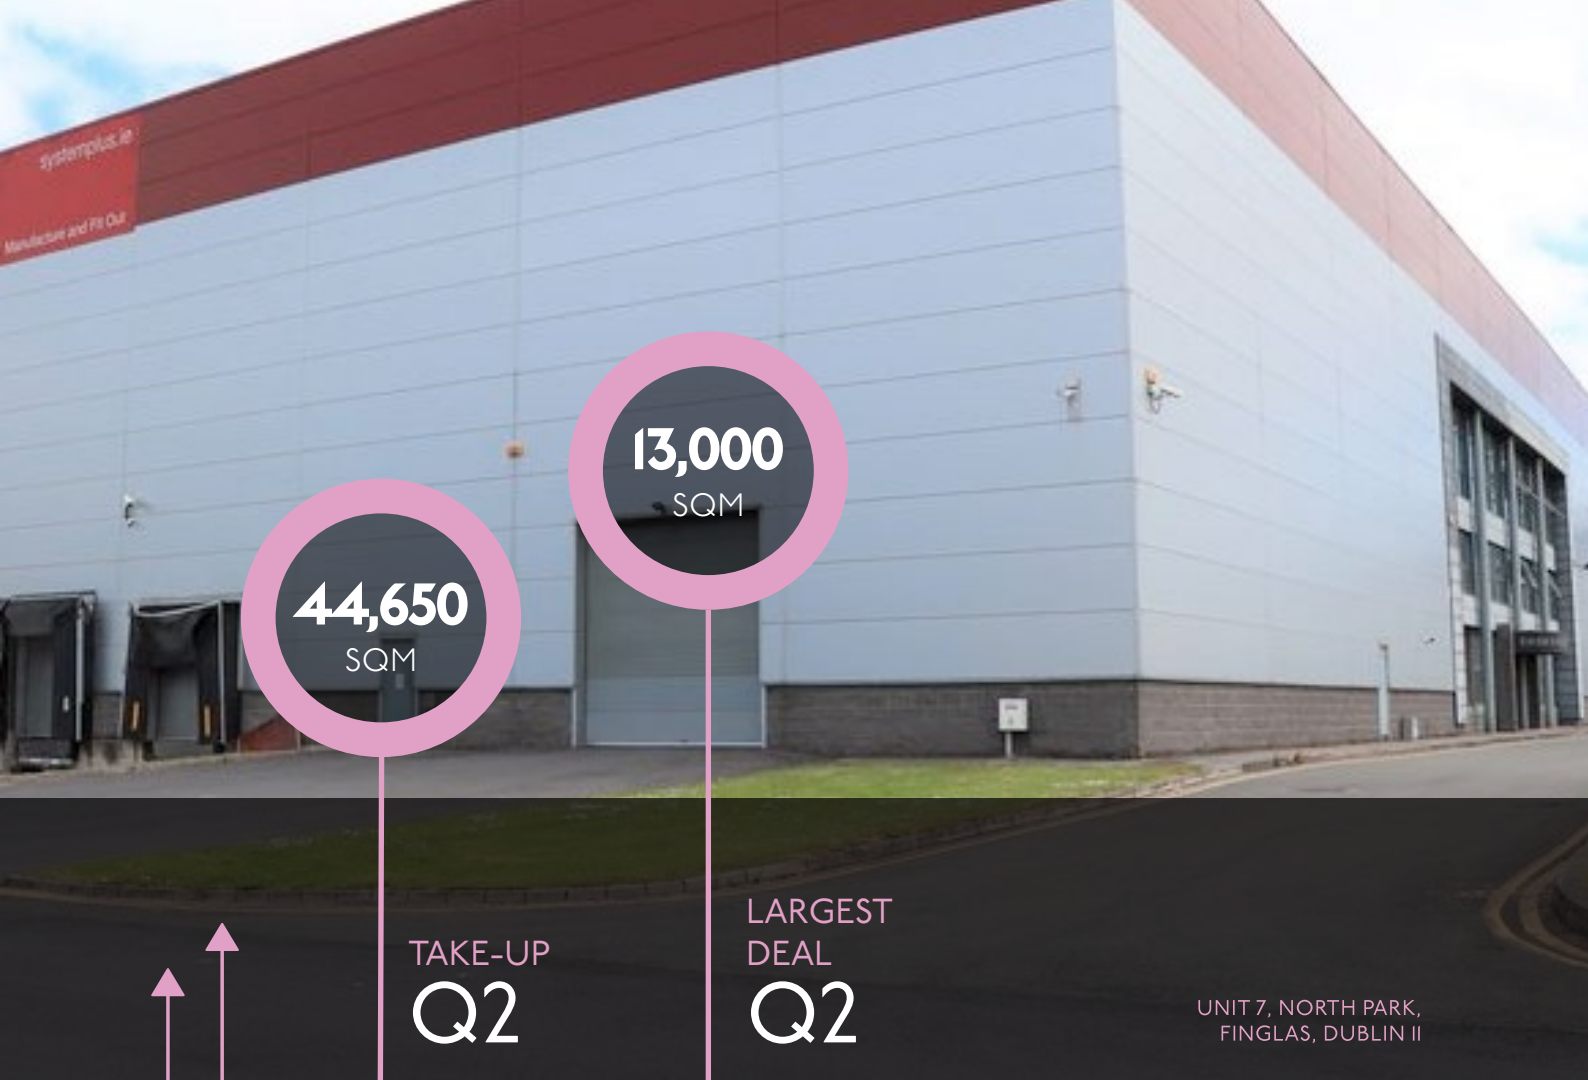 systemplus.ie
Manufacture and Fit Out
13,000
SQM
44,650
SQM
TAKE-UP
Q2
LARGEST
DEAL
Q2
UNIT 7, NORTH PARK,
FINGLAS, DUBLIN 11